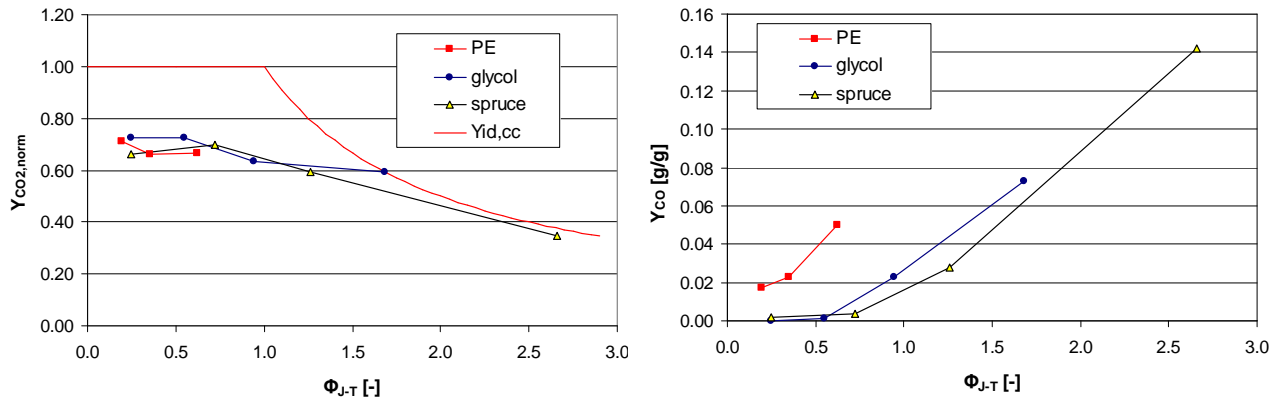 1.20
1.00
0.80
0.60
0.40
0.20
0.00
YCO2,norm
PE
glycol
spruce
Yid,cc
0.0 0.5 1.0 1.5 2.0 2.5 3.0
ΦJ-T [-]
0.16
0.14
0.12
0.10
0.08
0.06
0.04
0.02
0.00
YCO [g/g]
PE
glycol
spruce
0.0 0.5 1.0 1.5 2.0 2.5 3.0
ΦJ-T [-]